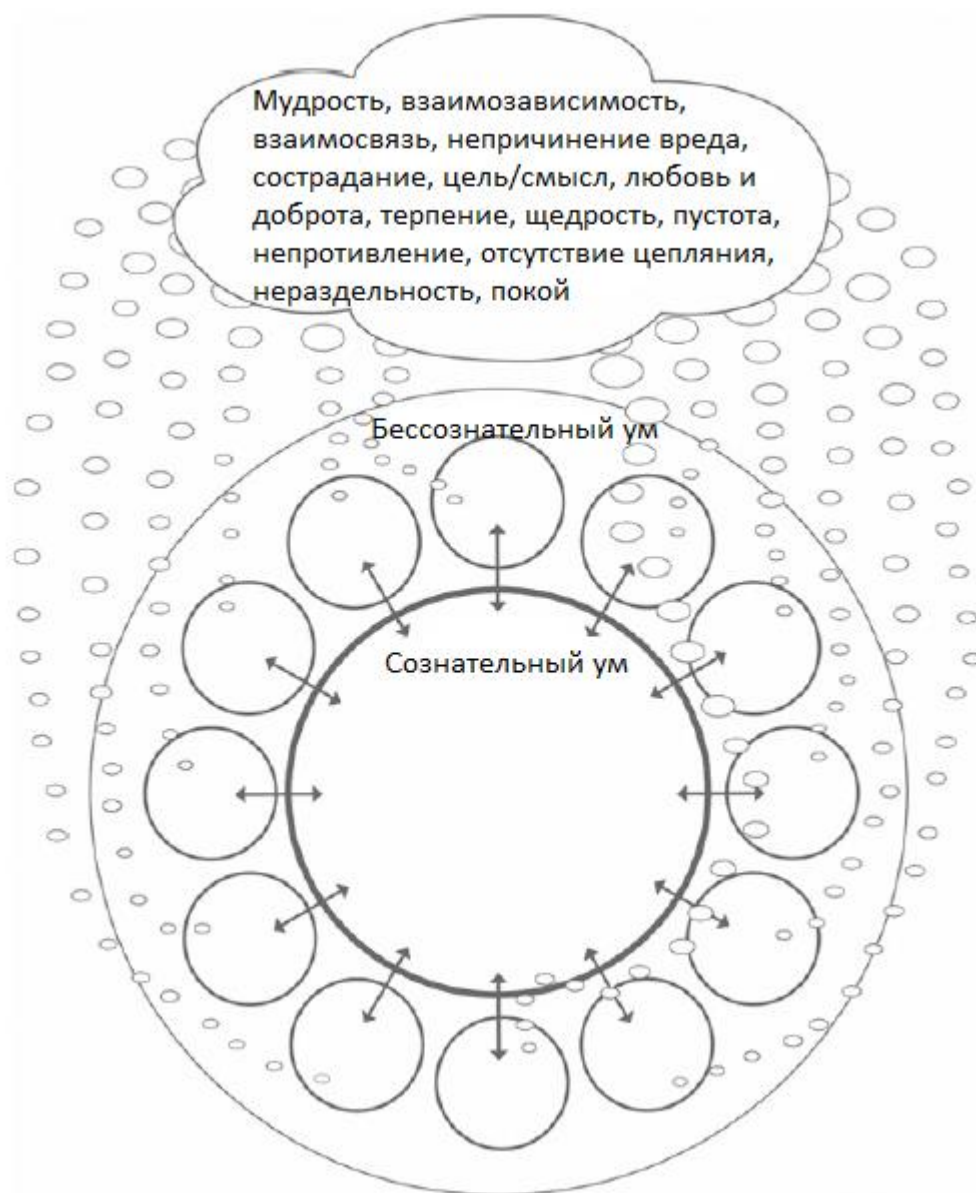 Мудрость, взаимозависимость,
взаимосвязь, непричинение вреда,
сострадание, цель/смысл, любовь и
доброта, терпение, щедрость, пустота,
непротивление, отсутствие цепляния,
нераздельность, покой
Бессознательный ум
Сознательный ум